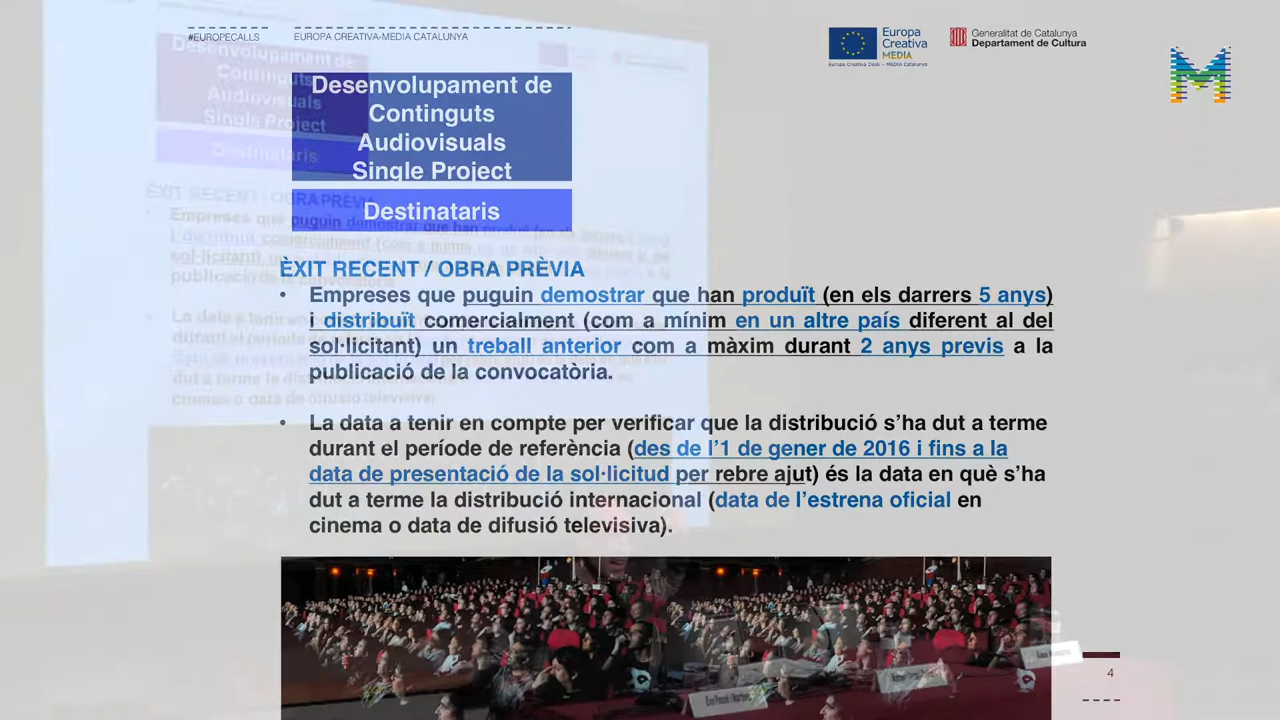 #EUROPECALLS
EUROPA CREATIVA-MEDIA CATALUNYA
Europa
Creativa
MEDIA
Europa Creative Desk – MEDIA Catalunya
Generalitat de Catalunya
Departament de Cultura
Desenvolupament de
Continguts
Audiovisuals
Single Project
Destinataris
ÈXIT RECENT / OBRA PRÈVIA
• Empreses que puguin demostrar que han produït (en els darrers 5 anys)
i distribuït comercialment (com a mínim en un altre país diferent al del
sol·licitant) un treball anterior com a màxim durant 2 anys previs a la
publicació de la convocatòria.
• La data a tenir en compte per verificar que la distribució s’ha dut a terme
durant el període de referència (des de l’1 de gener de 2016 i fins a la
data de presentació de la sol·licitud per rebre ajut) és la data en què s’ha
dut a terme la distribució internacional (data de l’estrena oficial en
cinema o data de difusió televisiva).
4